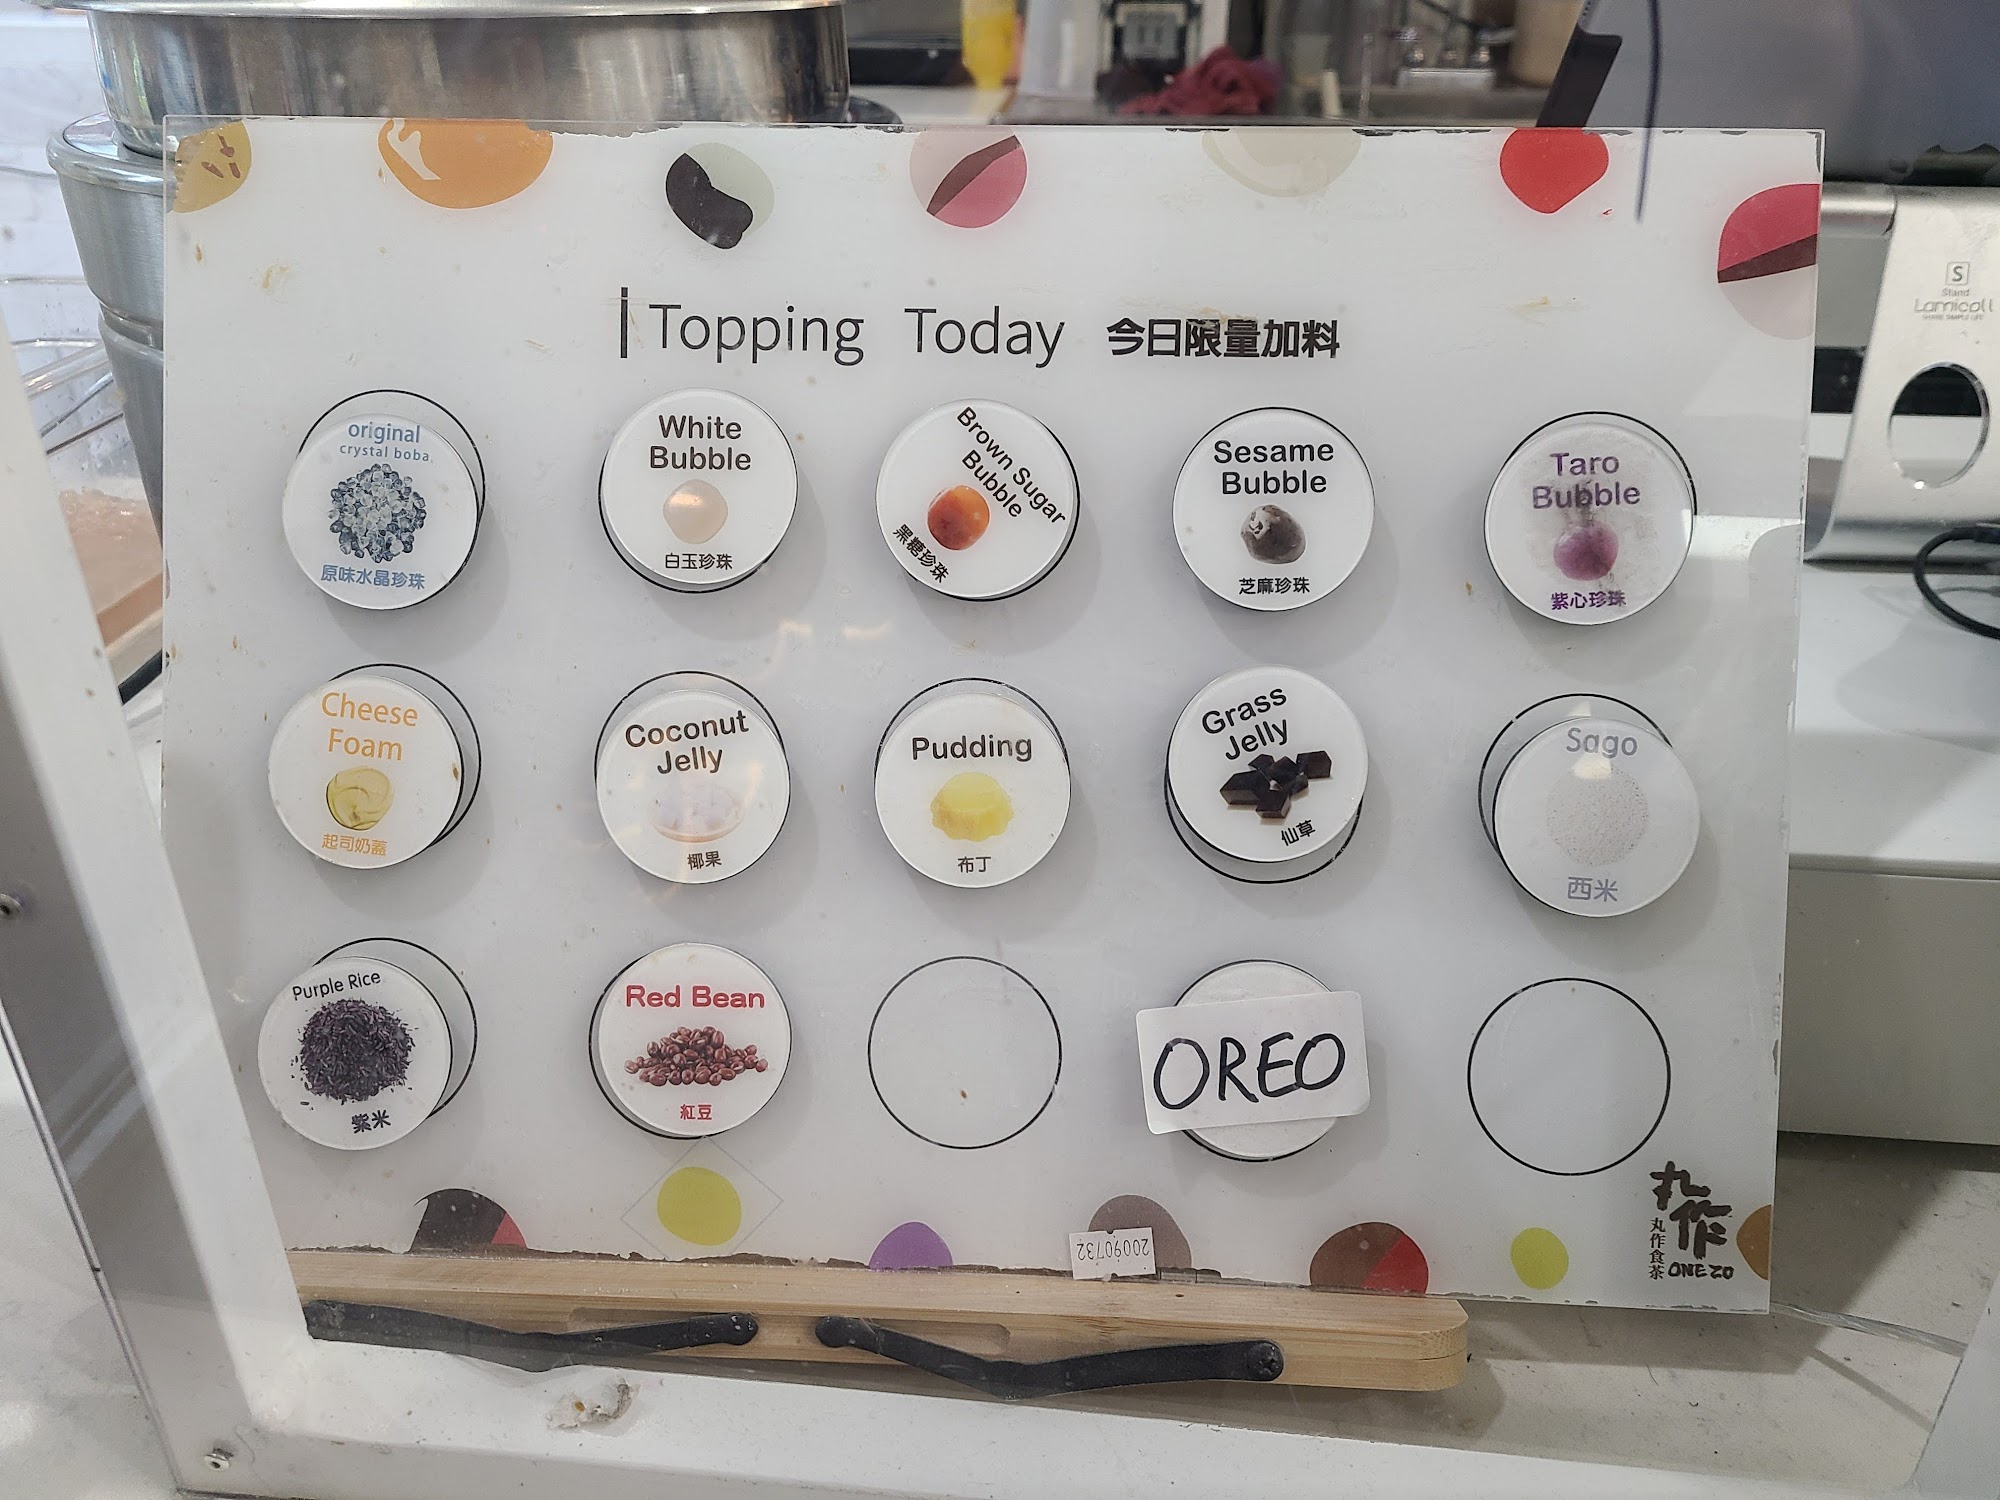 Topping Today 今日限量加料
original
crystal boba
原味水晶珍珠
White
Bubble
白玉珍珠
Brown Sugar
Bubble
黑糖珍珠
Sesame
Bubble
芝麻珍珠
Taro
Bubble
紫心珍珠
Cheese
Foam
起司奶蓋
Coconut
Jelly
椰果
Pudding
布丁
Grass
Jelly
仙草
Sago
西米
Purple Rice
紫米
Red Bean
紅豆
OREO
20090732
丸作
丸作食茶
ONEZO
S
Stand
Lamicall